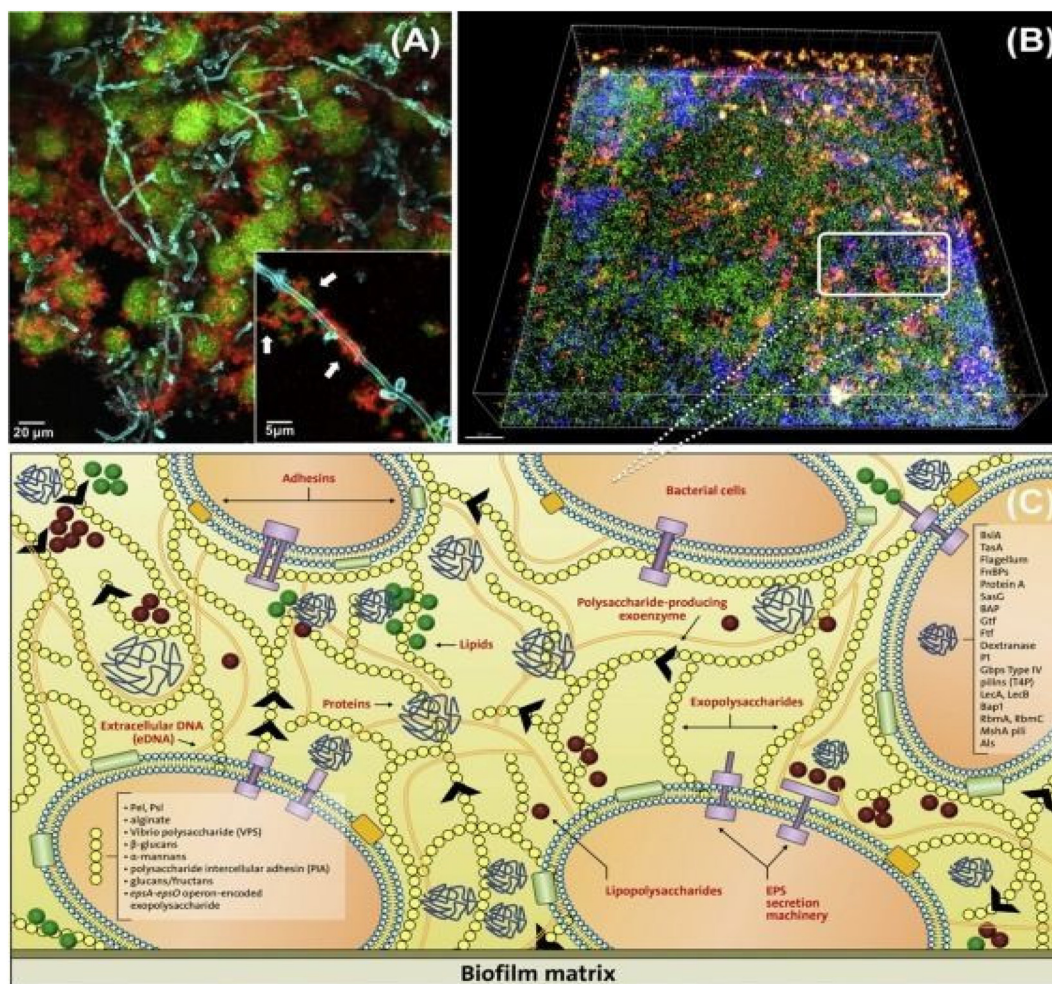 (A)
20 µm
5µm
(B)
(C)
Adhesins
Bacterial cells
BslA
TasA
Flagellum
FnBPs
Protein A
SasG
BAP
Gtf
Ftf
Dextranase
P1
Gbps Type IV
pilins (T4P)
LecA, LecB
Bap1
RbmA, RbmC
MshA pili
Als
Polysaccharide-producing
exoenzyme
Lipids
Proteins
Exopolysaccharides
Extracellular DNA
(eDNA)
• Pel, Psl
• alginate
• Vibrio polysaccharide (VPS)
• β-glucans
• α-mannans
• polysaccharide intercellular adhesin (PIA)
• glucans/fructans
• epsA-epsO operon-encoded
exopolysaccharide
Lipopolysaccharides
EPS
secretion
machinery
Biofilm matrix